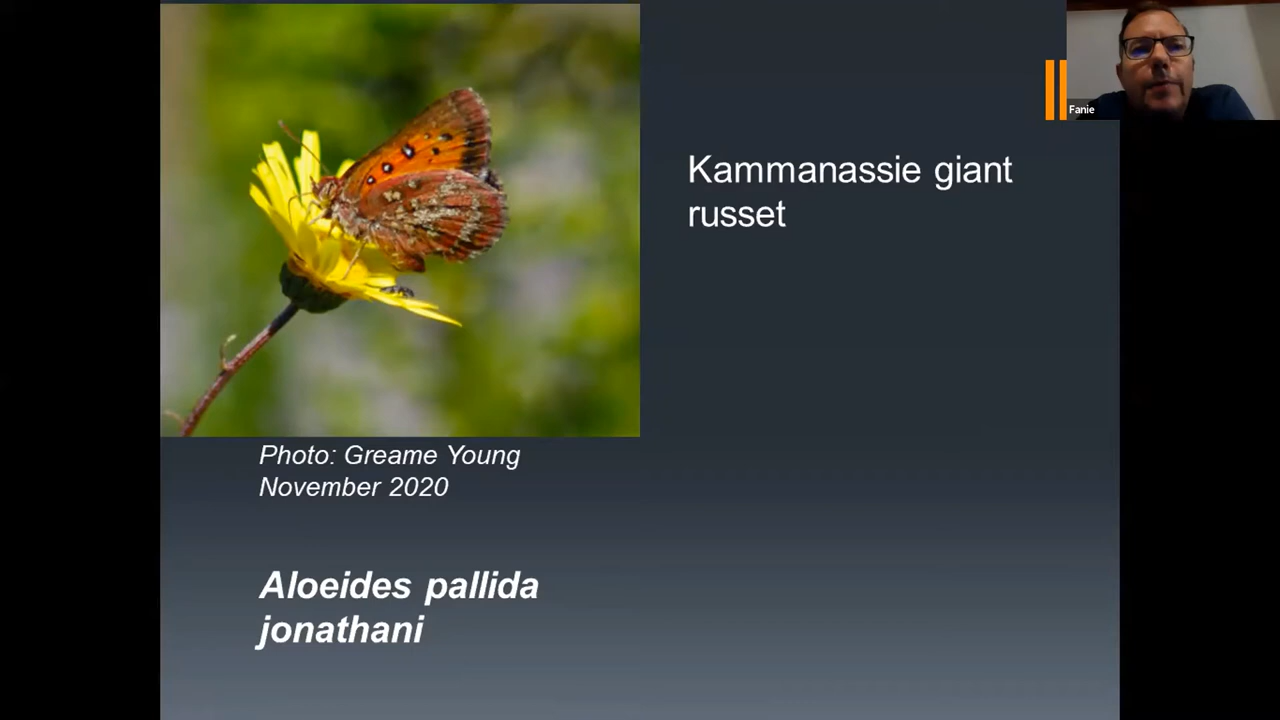 Fanie
Kammanassie giant
russet
Photo: Greame Young
November 2020
Aloeides pallida
jonathani